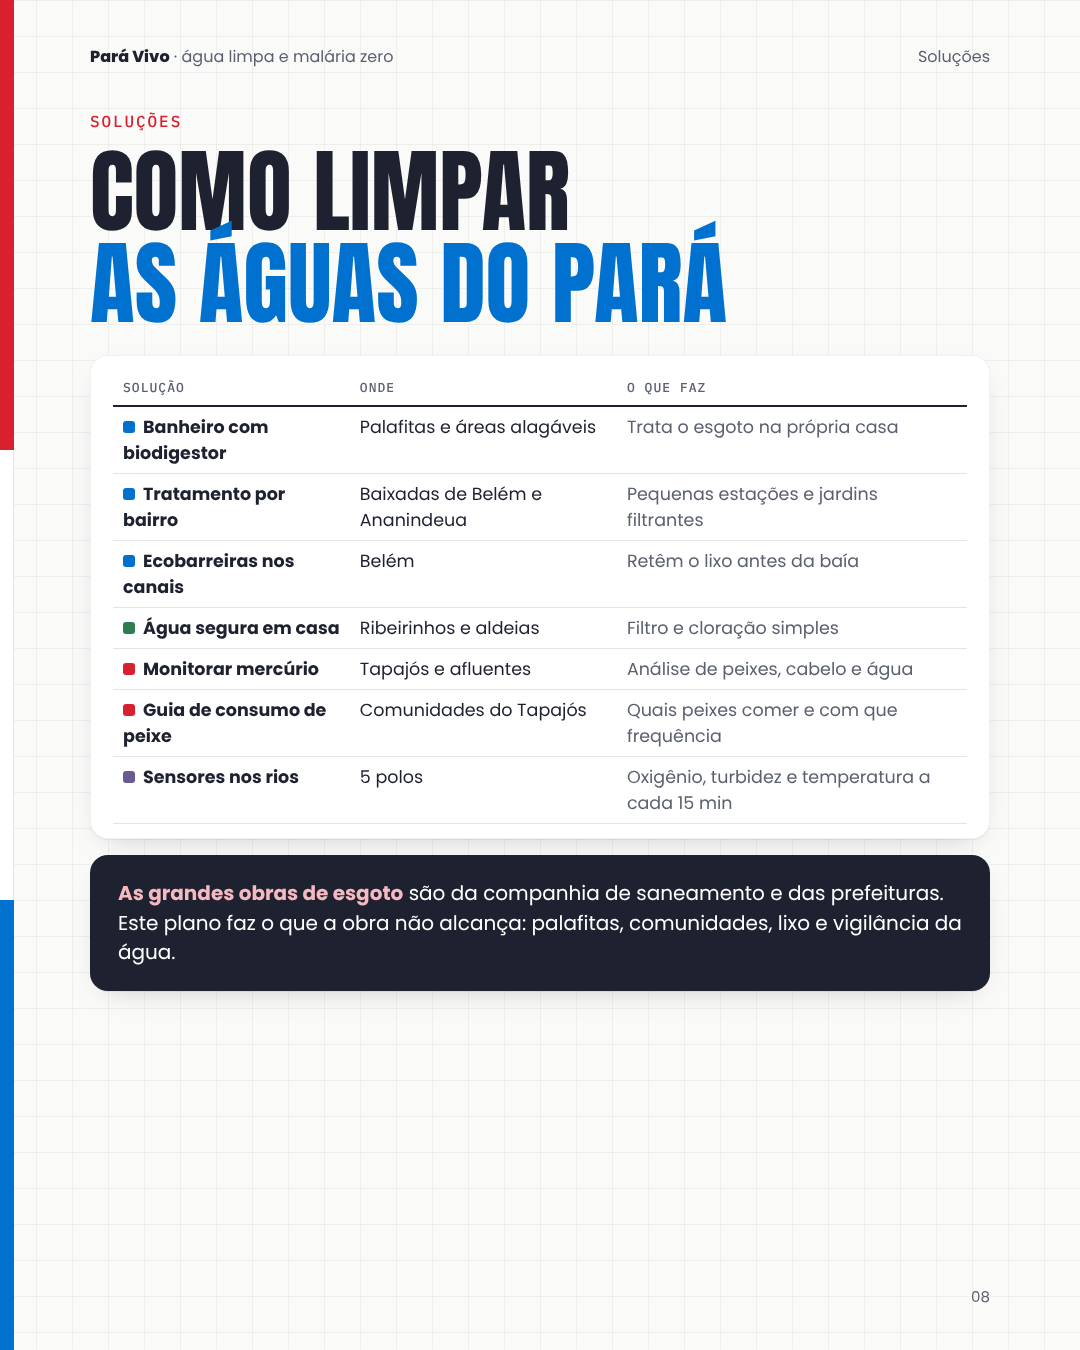 Pará Vivo · água limpa e malária zero
Soluções
SOLUÇÕES
COMO LIMPAR
AS ÁGUAS DO PARÁ
SOLUÇÃO ONDE O QUE FAZ
Banheiro com Palafitas e áreas alagáveis Trata o esgoto na própria casa
biodigestor
Tratamento por Baixadas de Belém e Pequenas estações e jardins
bairro Ananindeua filtrantes
Ecobarreiras nos Belém Retêm o lixo antes da baía
canais
Água segura em casa Ribeirinhos e aldeias Filtro e cloração simples
Monitorar mercúrio Tapajós e afluentes Análise de peixes, cabelo e água
Guia de consumo de Comunidades do Tapajós Quais peixes comer e com que
peixe frequência
Sensores nos rios 5 polos Oxigênio, turbidez e temperatura a
cada 15 min
As grandes obras de esgoto são da companhia de saneamento e das prefeituras.
Este plano faz o que a obra não alcança: palafitas, comunidades, lixo e vigilância da
água.
08